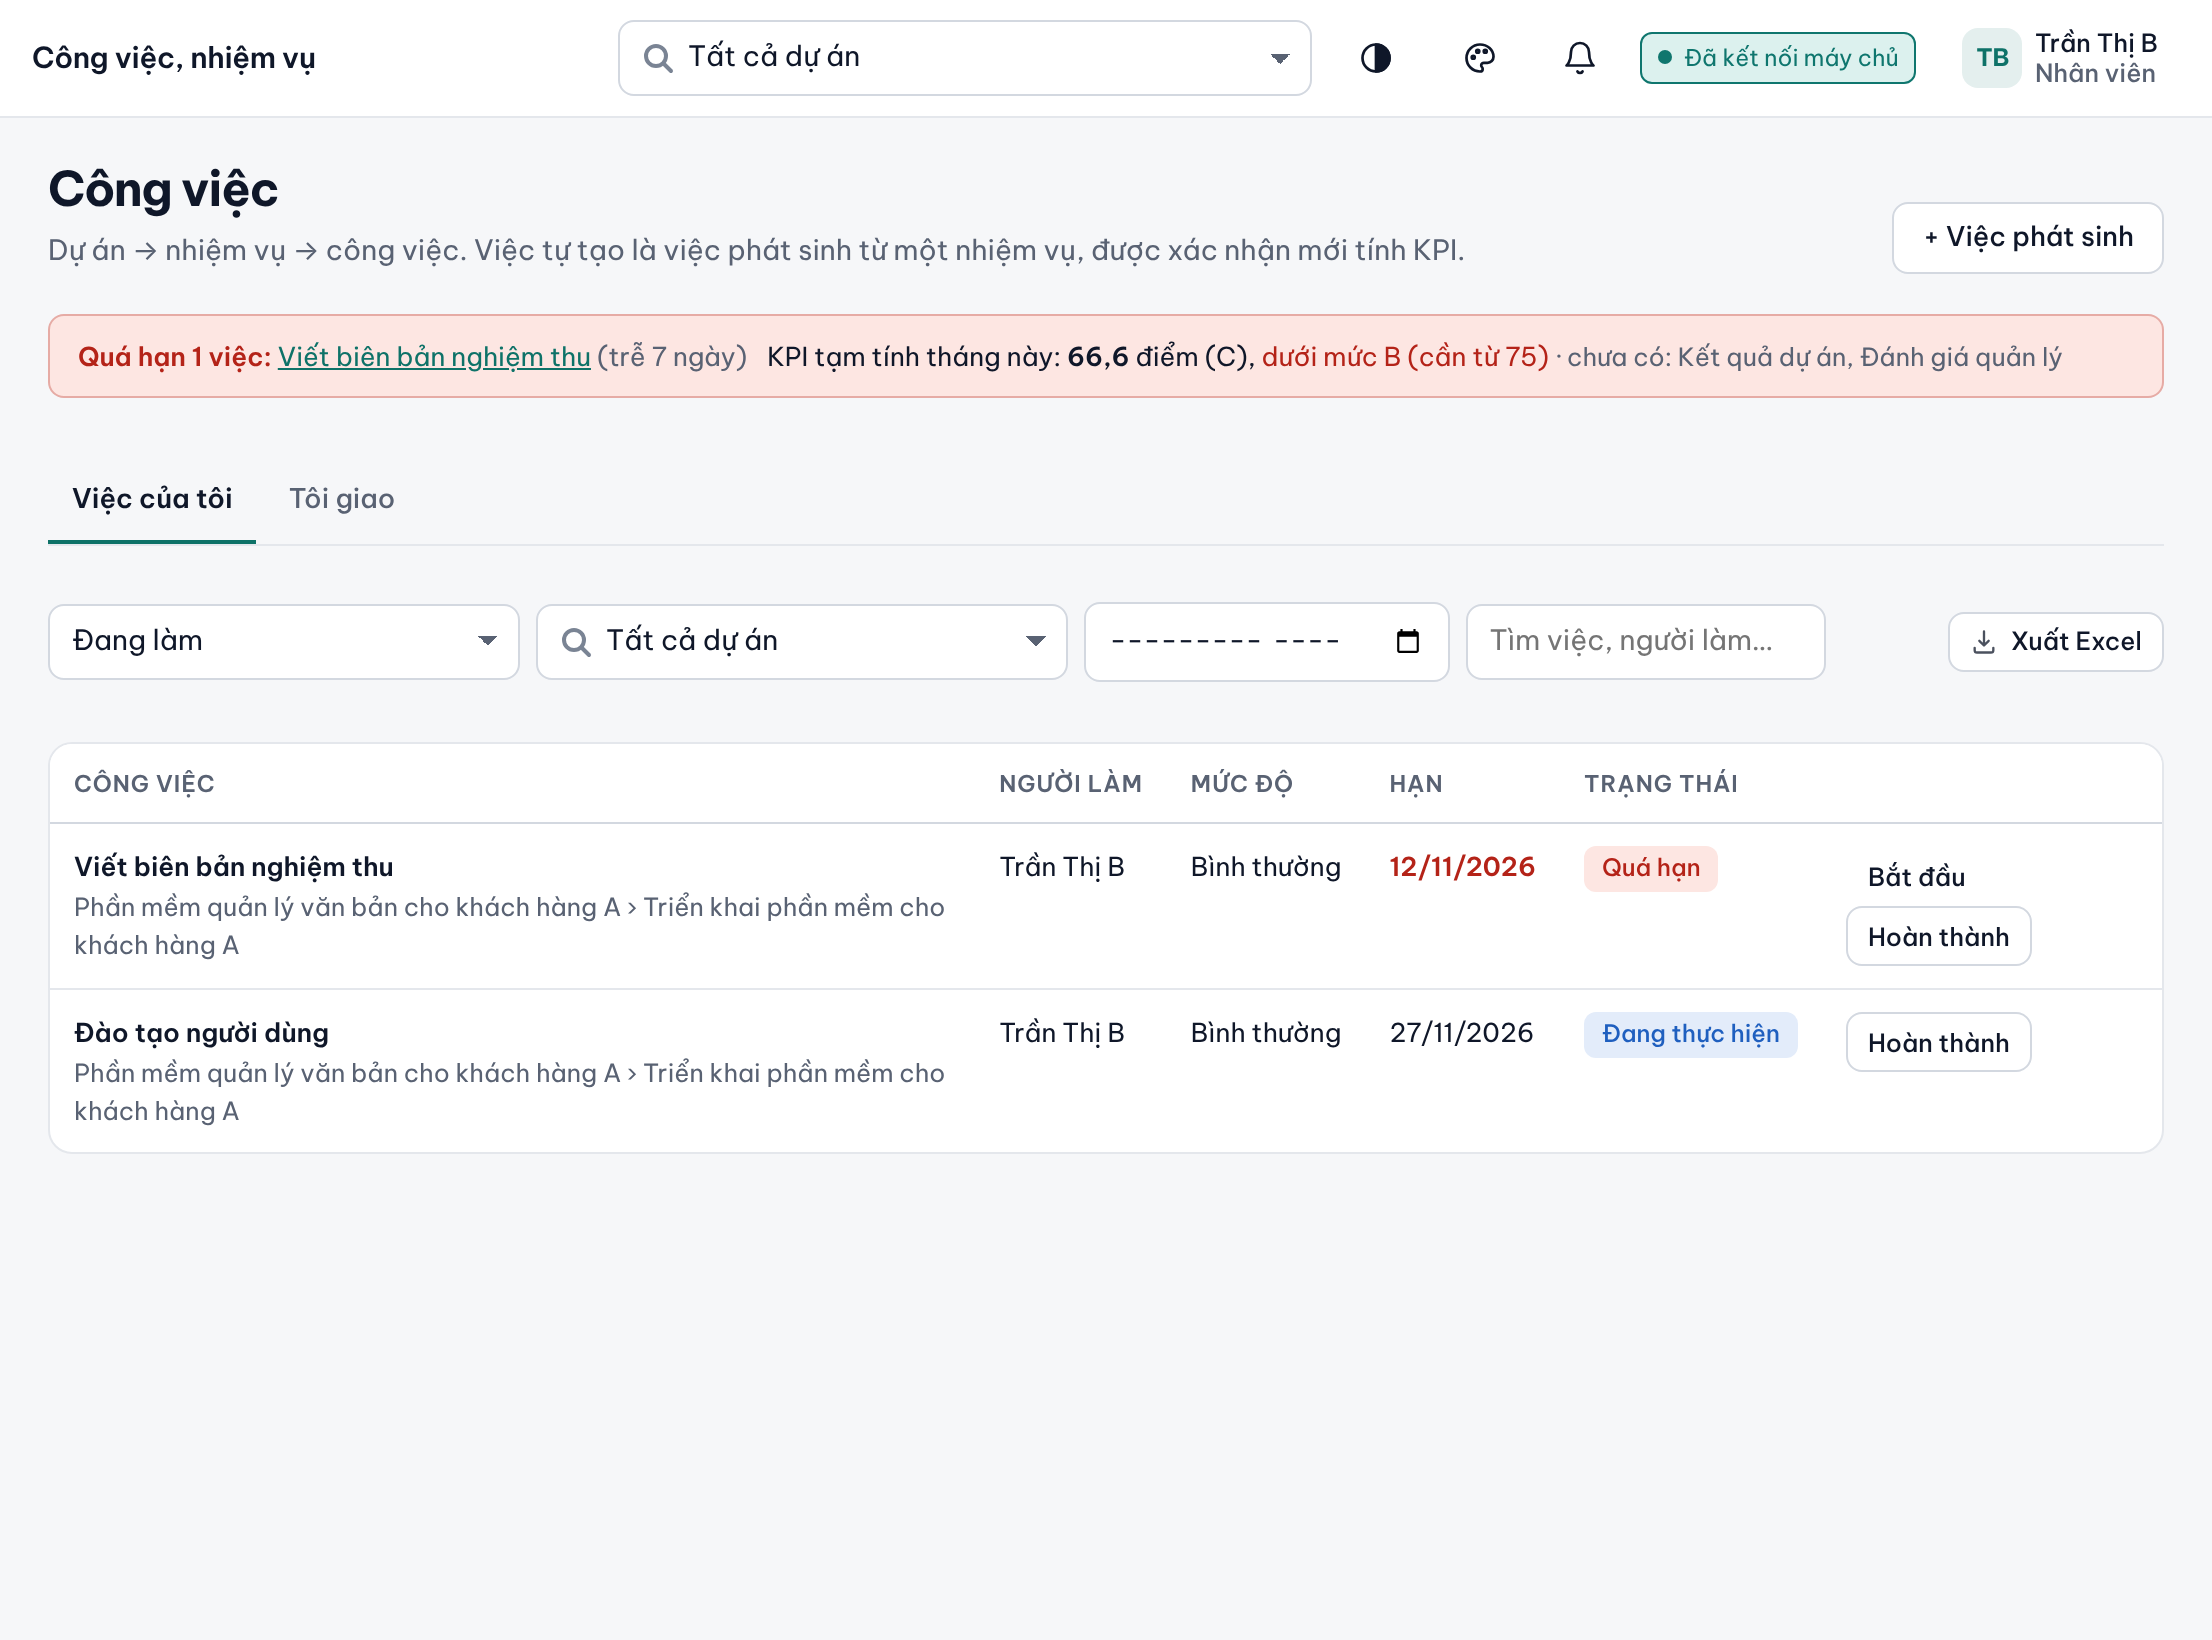 Công việc, nhiệm vụ
Tất cả dự án
Đã kết nối máy chủ
TB
Trần Thị B
Nhân viên
Công việc
Dự án → nhiệm vụ → công việc. Việc tự tạo là việc phát sinh từ một nhiệm vụ, được xác nhận mới tính KPI.
+ Việc phát sinh
Quá hạn 1 việc: Viết biên bản nghiệm thu (trễ 7 ngày) KPI tạm tính tháng này: 66,6 điểm (C), dưới mức B (cần từ 75) · chưa có: Kết quả dự án, Đánh giá quản lý
Việc của tôi
Tôi giao
Đang làm
Tất cả dự án
--------- ----
Tìm việc, người làm...
Xuất Excel
CÔNG VIỆC NGƯỜI LÀM MỨC ĐỘ HẠN TRẠNG THÁI
Viết biên bản nghiệm thu Trần Thị B Bình thường 12/11/2026 Quá hạn Bắt đầu
Phần mềm quản lý văn bản cho khách hàng A › Triển khai phần mềm cho
khách hàng A
Hoàn thành
Đào tạo người dùng Trần Thị B Bình thường 27/11/2026 Đang thực hiện Hoàn thành
Phần mềm quản lý văn bản cho khách hàng A › Triển khai phần mềm cho
khách hàng A